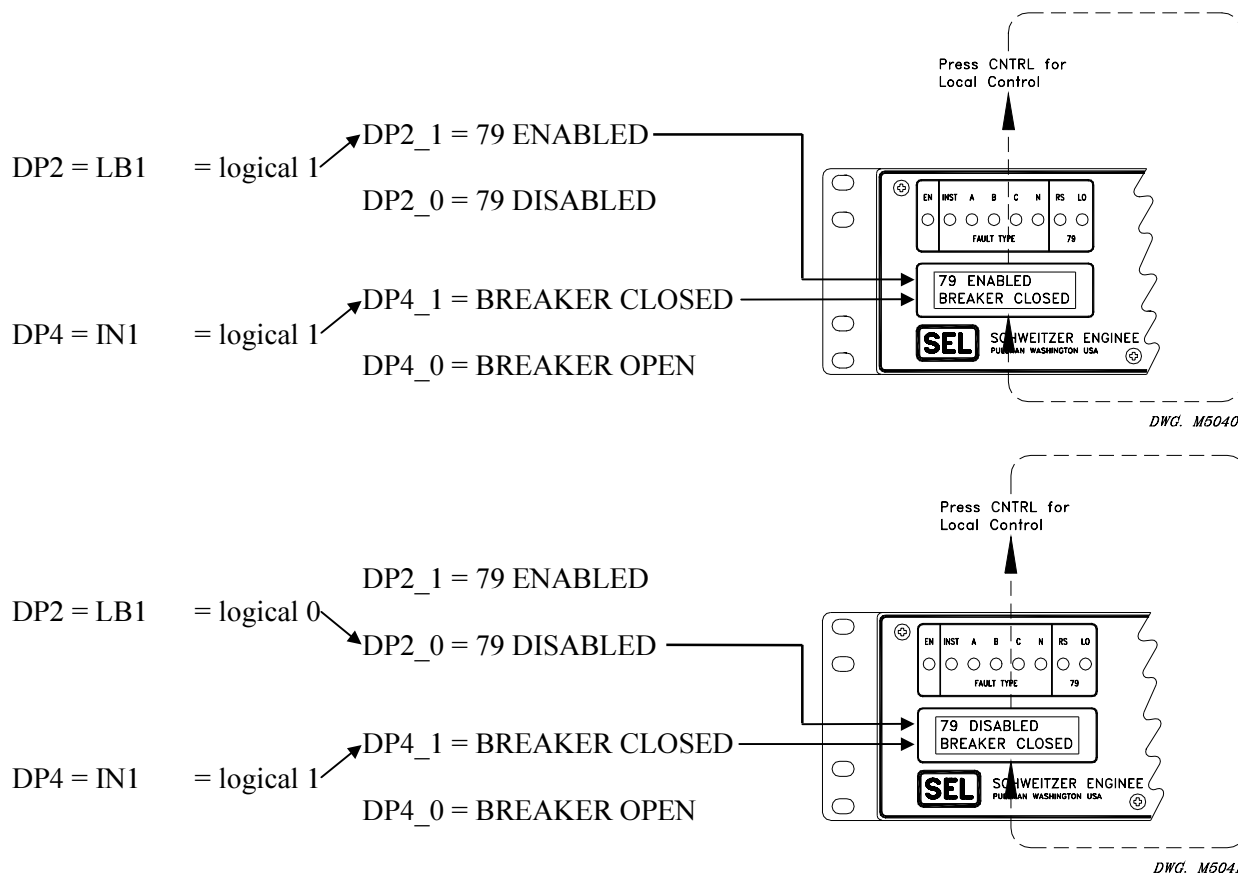 Press CNTRL for
Local Control
DP2_1 = 79 ENABLED
DP2 = LB1 = logical 1
DP2_0 = 79 DISABLED
EN INST A B C N RS LO
FAULT TYPE 79
79 ENABLED
BREAKER CLOSED
DP4_1 = BREAKER CLOSED
DP4 = IN1 = logical 1
DP4_0 = BREAKER OPEN
SEL SCHWEITZER ENGINEE
PULLMAN WASHINGTON USA
DWG. M5040
Press CNTRL for
Local Control
DP2_1 = 79 ENABLED
DP2 = LB1 = logical 0
DP2_0 = 79 DISABLED
EN INST A B C N RS LO
FAULT TYPE 79
79 DISABLED
BREAKER CLOSED
DP4_1 = BREAKER CLOSED
DP4 = IN1 = logical 1
DP4_0 = BREAKER OPEN
SEL SCHWEITZER ENGINEE
PULLMAN WASHINGTON USA
DWG. M5041